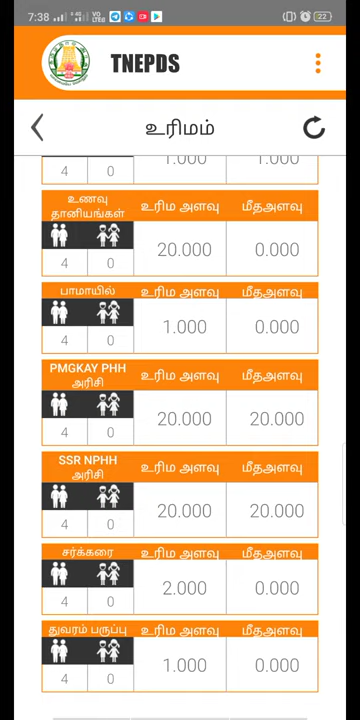 7:38
VO
LTE5
22
TNEPDS
உரிமம்
4 0 1.000 1.000
உணவு தானியங்கள் உரிம அளவு மீதஅளவு
4 0 20.000 0.000
பாமாயில் உரிம அளவு மீதஅளவு
4 0 1.000 0.000
PMGKAY PHH அரிசி உரிம அளவு மீதஅளவு
4 0 20.000 20.000
SSR NPHH அரிசி உரிம அளவு மீதஅளவு
4 0 20.000 20.000
சர்க்கரை உரிம அளவு மீதஅளவு
4 0 2.000 0.000
துவரம் பருப்பு உரிம அளவு மீதஅளவு
4 0 1.000 0.000